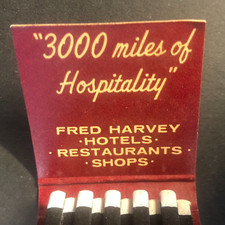 "3000 miles of
Hospitality"
FRED HARVEY
·HOTELS·
·RESTAURANTS·
·SHOPS·